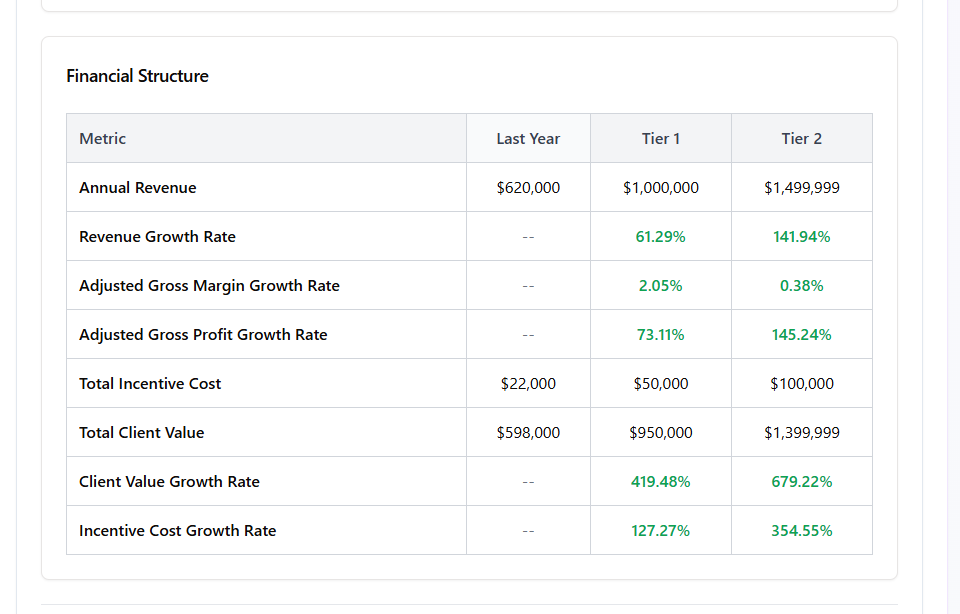 Financial Structure
Metric Last Year Tier 1 Tier 2
Annual Revenue $620,000 $1,000,000 $1,499,999
Revenue Growth Rate -- 61.29% 141.94%
Adjusted Gross Margin Growth Rate -- 2.05% 0.38%
Adjusted Gross Profit Growth Rate -- 73.11% 145.24%
Total Incentive Cost $22,000 $50,000 $100,000
Total Client Value $598,000 $950,000 $1,399,999
Client Value Growth Rate -- 419.48% 679.22%
Incentive Cost Growth Rate -- 127.27% 354.55%